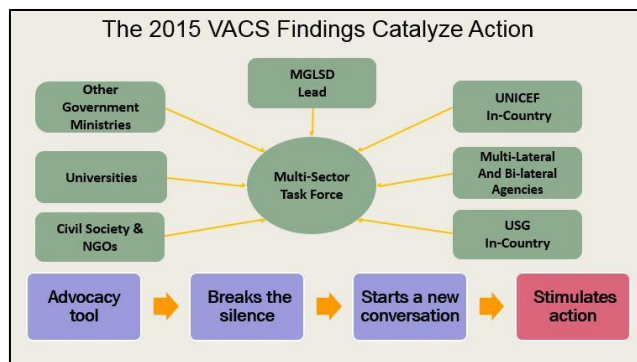 The 2015 VACS Findings Catalyze Action
MGLSD
Lead
Other
Government
Ministries
UNICEF
In-Country
Universities
Multi-Sector
Task Force
Multi-Lateral
And Bi-lateral
Agencies
Civil Society &
NGOs
USG
In-Country
Advocacy
tool
Breaks the
silence
Starts a new
conversation
Stimulates
action